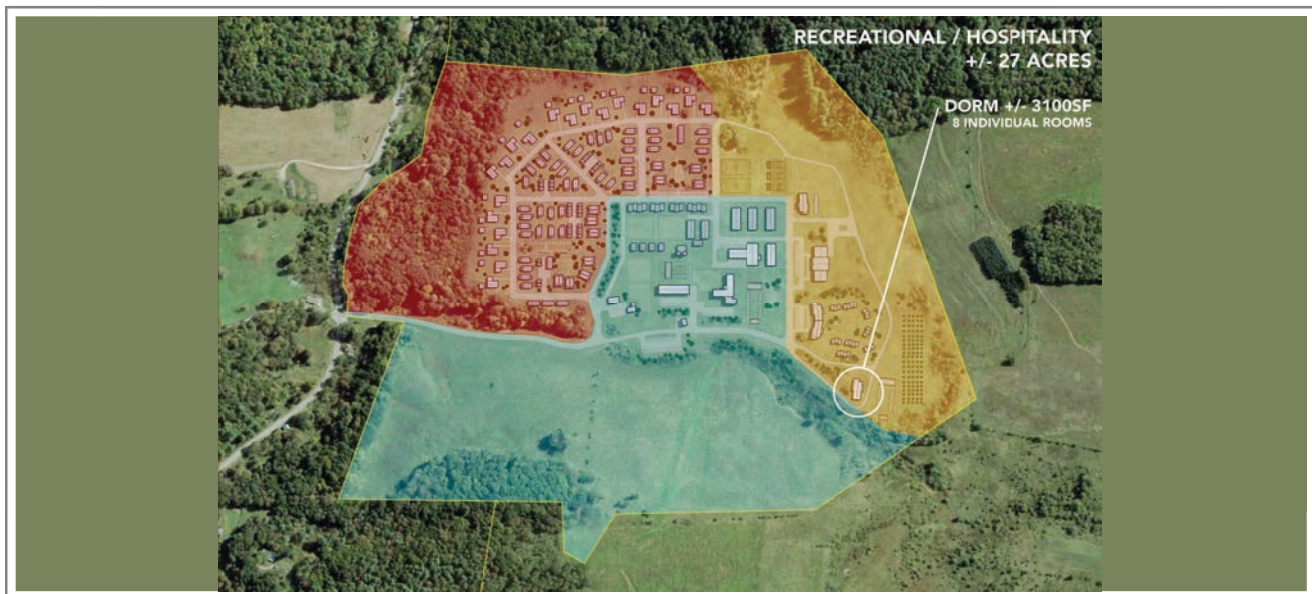 RECREATIONAL / HOSPITALITY
+/- 27 ACRES
DORM +/- 3100SF
8 INDIVIDUAL ROOMS